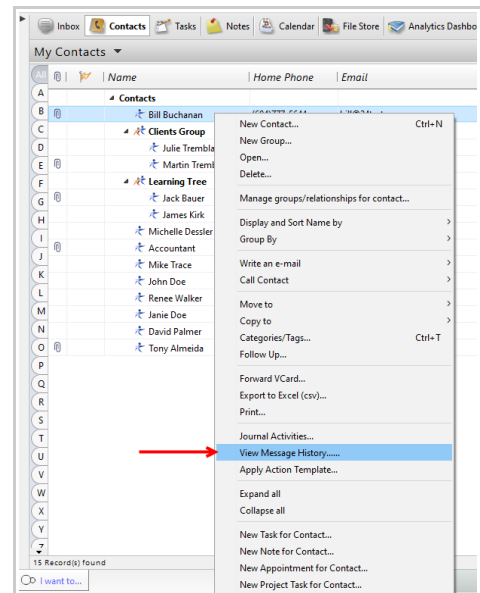 Inbox Contacts Tasks Notes Calendar File Store Analytics Dashbo
My Contacts
All Name Home Phone Email
A
Contacts
B Bill Buchanan
C Clients Group
D Julie Trembla
E Martin Tremb
F Learning Tree
G Jack Bauer
H James Kirk
I Michelle Dessler
J Accountant
K Mike Trace
L John Doe
M Renee Walker
N Janie Doe
O David Palmer
P Tony Almeida
Q
R
S
T
U
V
W
X
Y
Z
New Contact... Ctrl+N
New Group...
Open...
Delete...
Manage groups/relationships for contact...
Display and Sort Name by
Group By
Write an e-mail
Call Contact
Move to
Copy to
Categories/Tags... Ctrl+T
Follow Up...
Forward VCard...
Export to Excel (csv)...
Print...
Journal Activities...
View Message History......
Apply Action Template...
Expand all
Collapse all
New Task for Contact...
New Note for Contact...
New Appointment for Contact...
New Project Task for Contact...
15 Record(s) found
I want to...